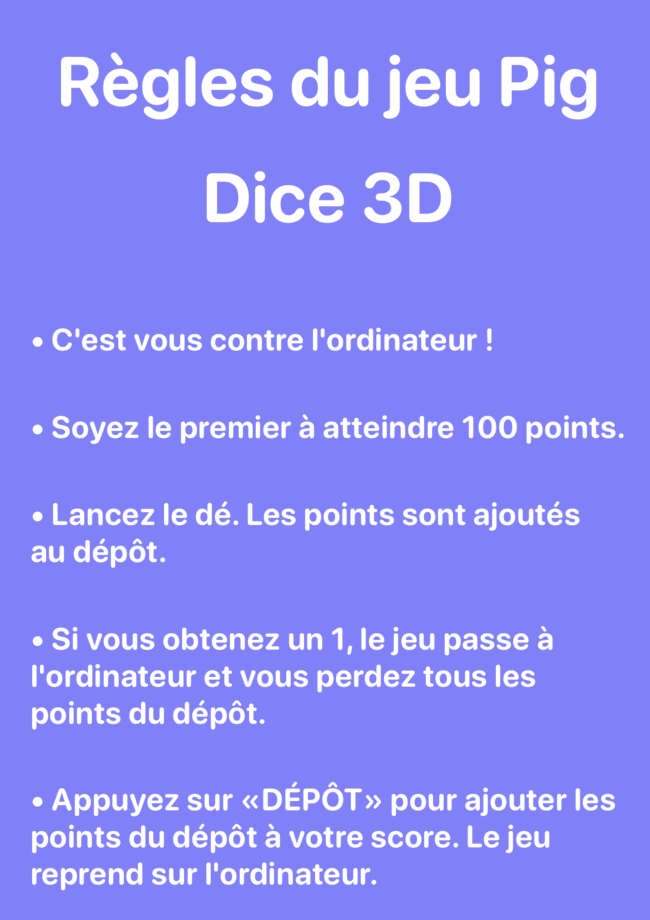 Règles du jeu Pig
Dice 3D
• C'est vous contre l'ordinateur !
• Soyez le premier à atteindre 100 points.
• Lancez le dé. Les points sont ajoutés
au dépôt.
• Si vous obtenez un 1, le jeu passe à
l'ordinateur et vous perdez tous les
points du dépôt.
• Appuyez sur «DÉPÔT» pour ajouter les
points du dépôt à votre score. Le jeu
reprend sur l'ordinateur.